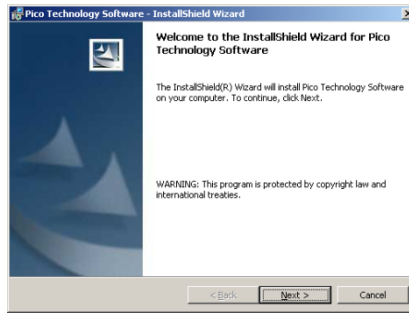 Pico Technology Software - InstallShield Wizard
Welcome to the InstallShield Wizard for Pico
Technology Software
The InstallShield(R) Wizard will install Pico Technology Software
on your computer. To continue, click Next.
WARNING: This program is protected by copyright law and
international treaties.
< Back
Next >
Cancel